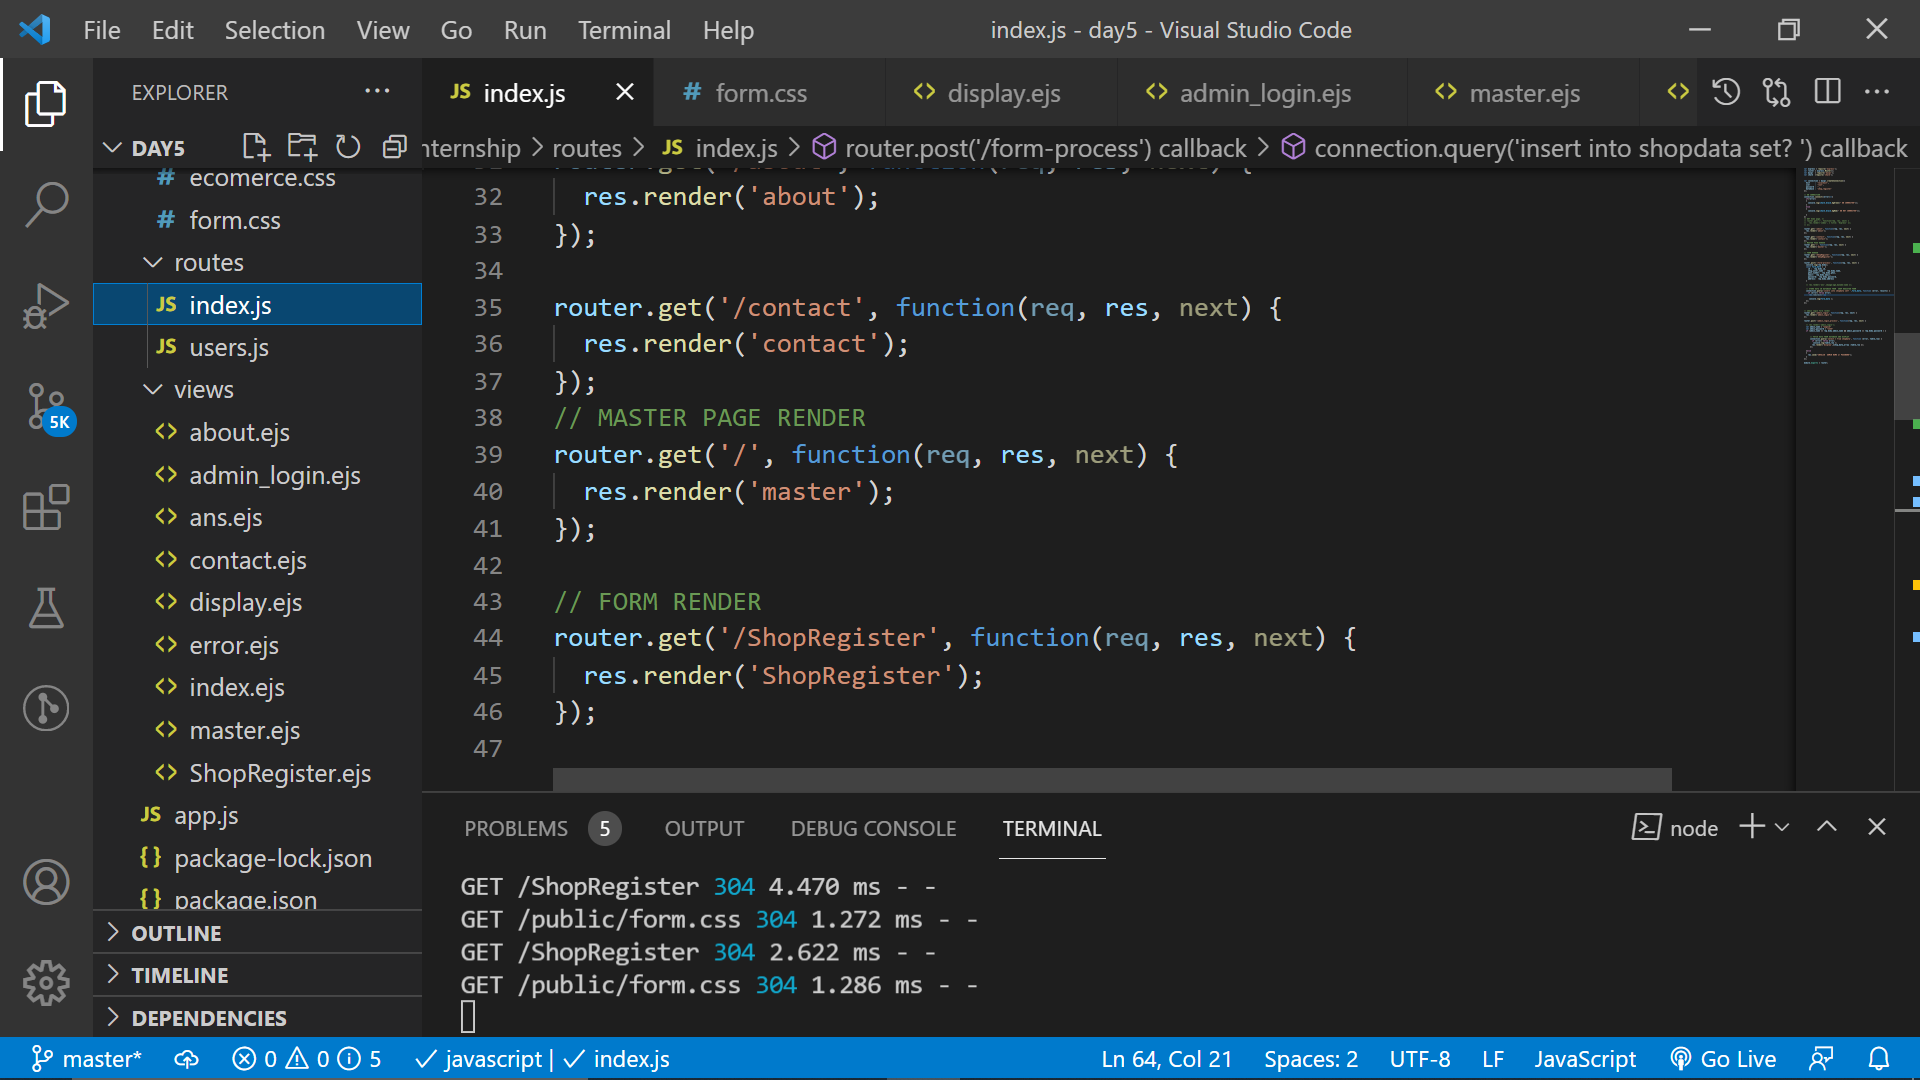 File Edit Selection View Go Run Terminal Help
index.js - day5 - Visual Studio Code
EXPLORER
JS index.js
# form.css
<> display.ejs
<> admin_login.ejs
<> master.ejs
<>
DAY5
nternship > routes > JS index.js > router.post('/form-process') callback > connection.query('insert into shopdata set? ') callback
# ecomerce.css
# form.css
routes
JS index.js
JS users.js
views
<> about.ejs
<> admin_login.ejs
<> ans.ejs
<> contact.ejs
<> display.ejs
<> error.ejs
<> index.ejs
<> master.ejs
<> ShopRegister.ejs
JS app.js
{} package-lock.json
{} package.json
OUTLINE
TIMELINE
DEPENDENCIES
5K
32 res.render('about');
33 });
34
35 router.get('/contact', function(req, res, next) {
36 res.render('contact');
37 });
38 // MASTER PAGE RENDER
39 router.get('/', function(req, res, next) {
40 res.render('master');
41 });
42
43 // FORM RENDER
44 router.get('/ShopRegister', function(req, res, next) {
45 res.render('ShopRegister');
46 });
47
PROBLEMS 5 OUTPUT DEBUG CONSOLE TERMINAL
node
GET /ShopRegister 304 4.470 ms - -
GET /public/form.css 304 1.272 ms - -
GET /ShopRegister 304 2.622 ms - -
GET /public/form.css 304 1.286 ms - -
master* 0 0 5 javascript | index.js
Ln 64, Col 21 Spaces: 2 UTF-8 LF JavaScript Go Live